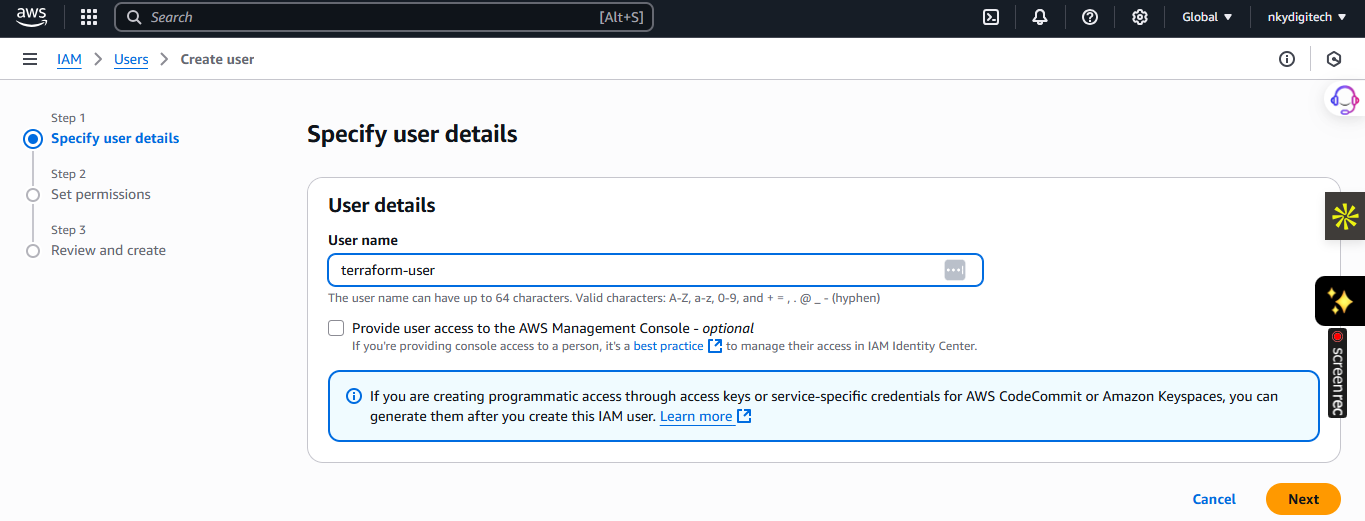 aws
Search [Alt+S] Global nkydigitech
IAM Users Create user
Step 1
Specify user details
Step 2
Set permissions
Step 3
Review and create
Specify user details
User details
User name
terraform-user
The user name can have up to 64 characters. Valid characters: A-Z, a-z, 0-9, and + = , . @ _ - (hyphen)
Provide user access to the AWS Management Console - optional
If you're providing console access to a person, it's a best practice to manage their access in IAM Identity Center.
If you are creating programmatic access through access keys or service-specific credentials for AWS CodeCommit or Amazon Keyspaces, you can
generate them after you create this IAM user. Learn more
Cancel Next
screenrec